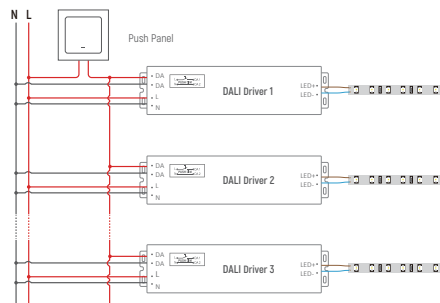 N L
Push Panel
DA
DA
L
N
DALI Driver 1
LED+
LED-
DA
DA
L
N
DALI Driver 2
LED+
LED-
DA
DA
L
N
DALI Driver 3
LED+
LED-